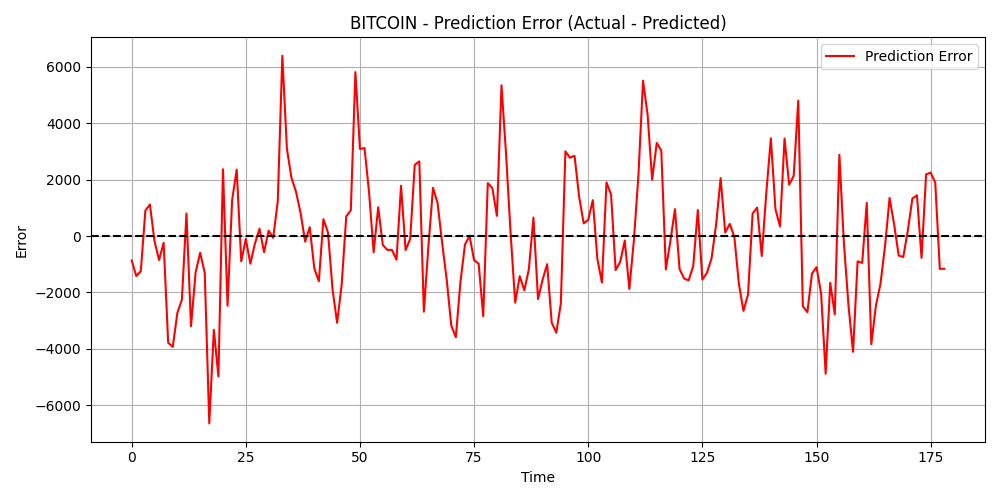 BITCOIN - Prediction Error (Actual - Predicted)
Prediction Error
Error
6000
4000
2000
0
−2000
−4000
−6000
0 25 50 75 100 125 150 175
Time